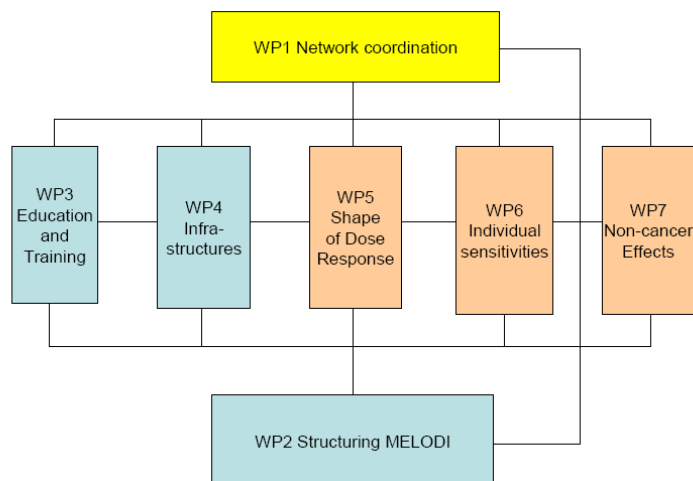 WP1 Network coordination
WP3
Education
and
Training
WP4
Infra-
structures
WP5
Shape
of Dose
Response
WP6
Individual
sensitivities
WP7
Non-cancer
Effects
WP2 Structuring MELODI